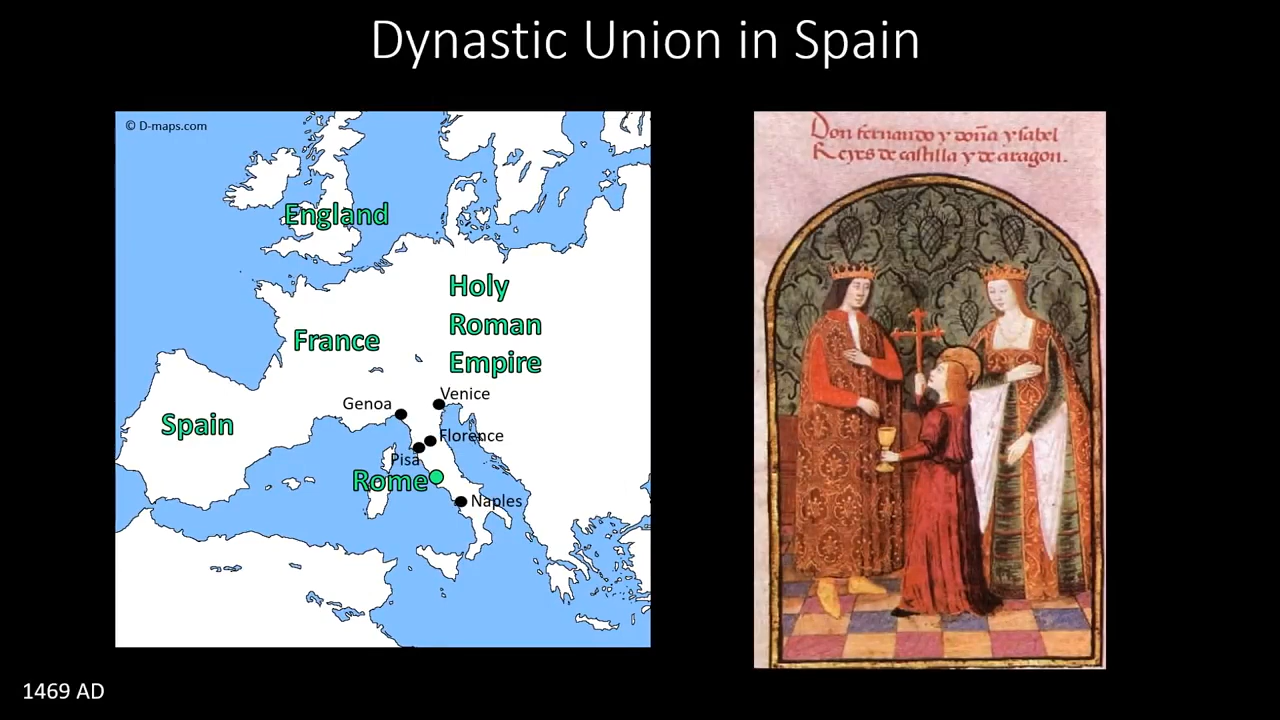 Dynastic Union in Spain
© D-maps.com
England
Holy
Roman
Empire
France
Spain
Genoa
Venice
Florence
Pisa
Rome
Naples
Don fernando y doña ysabel
Reyes de castilla y de aragon.
1469 AD